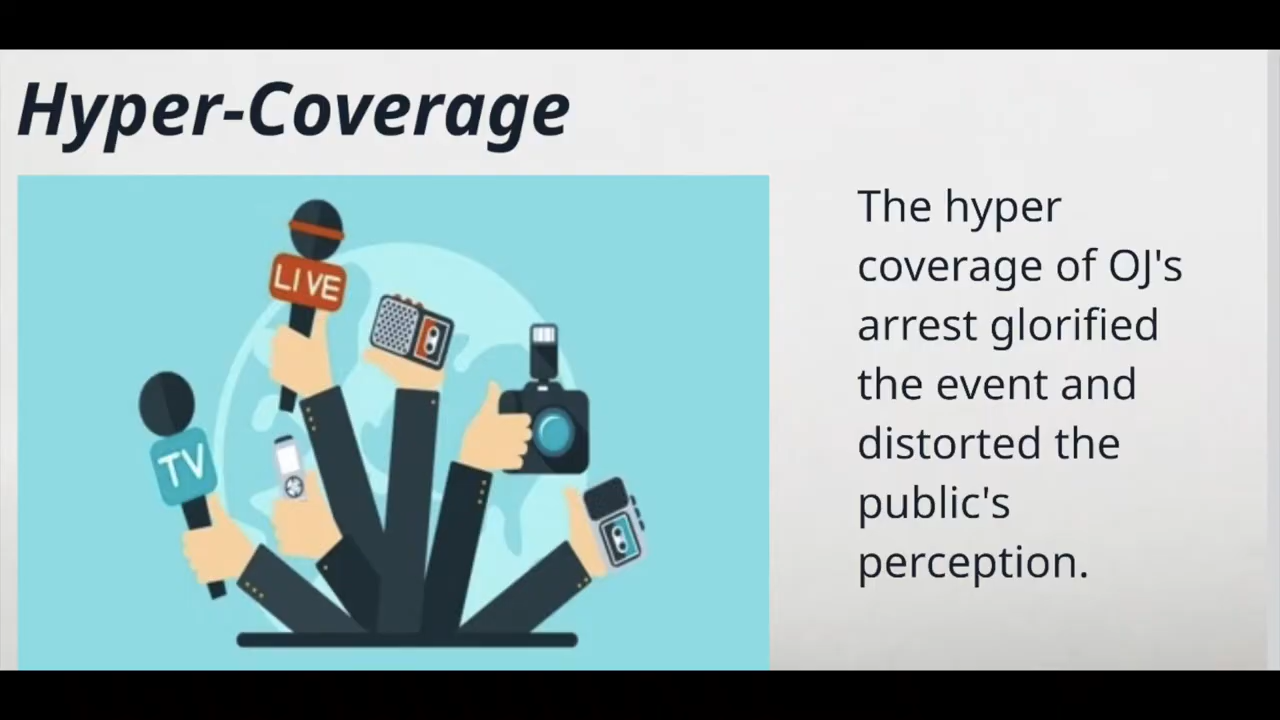 Hyper-Coverage
LIVE
TV
The hyper
coverage of OJ's
arrest glorified
the event and
distorted the
public's
perception.